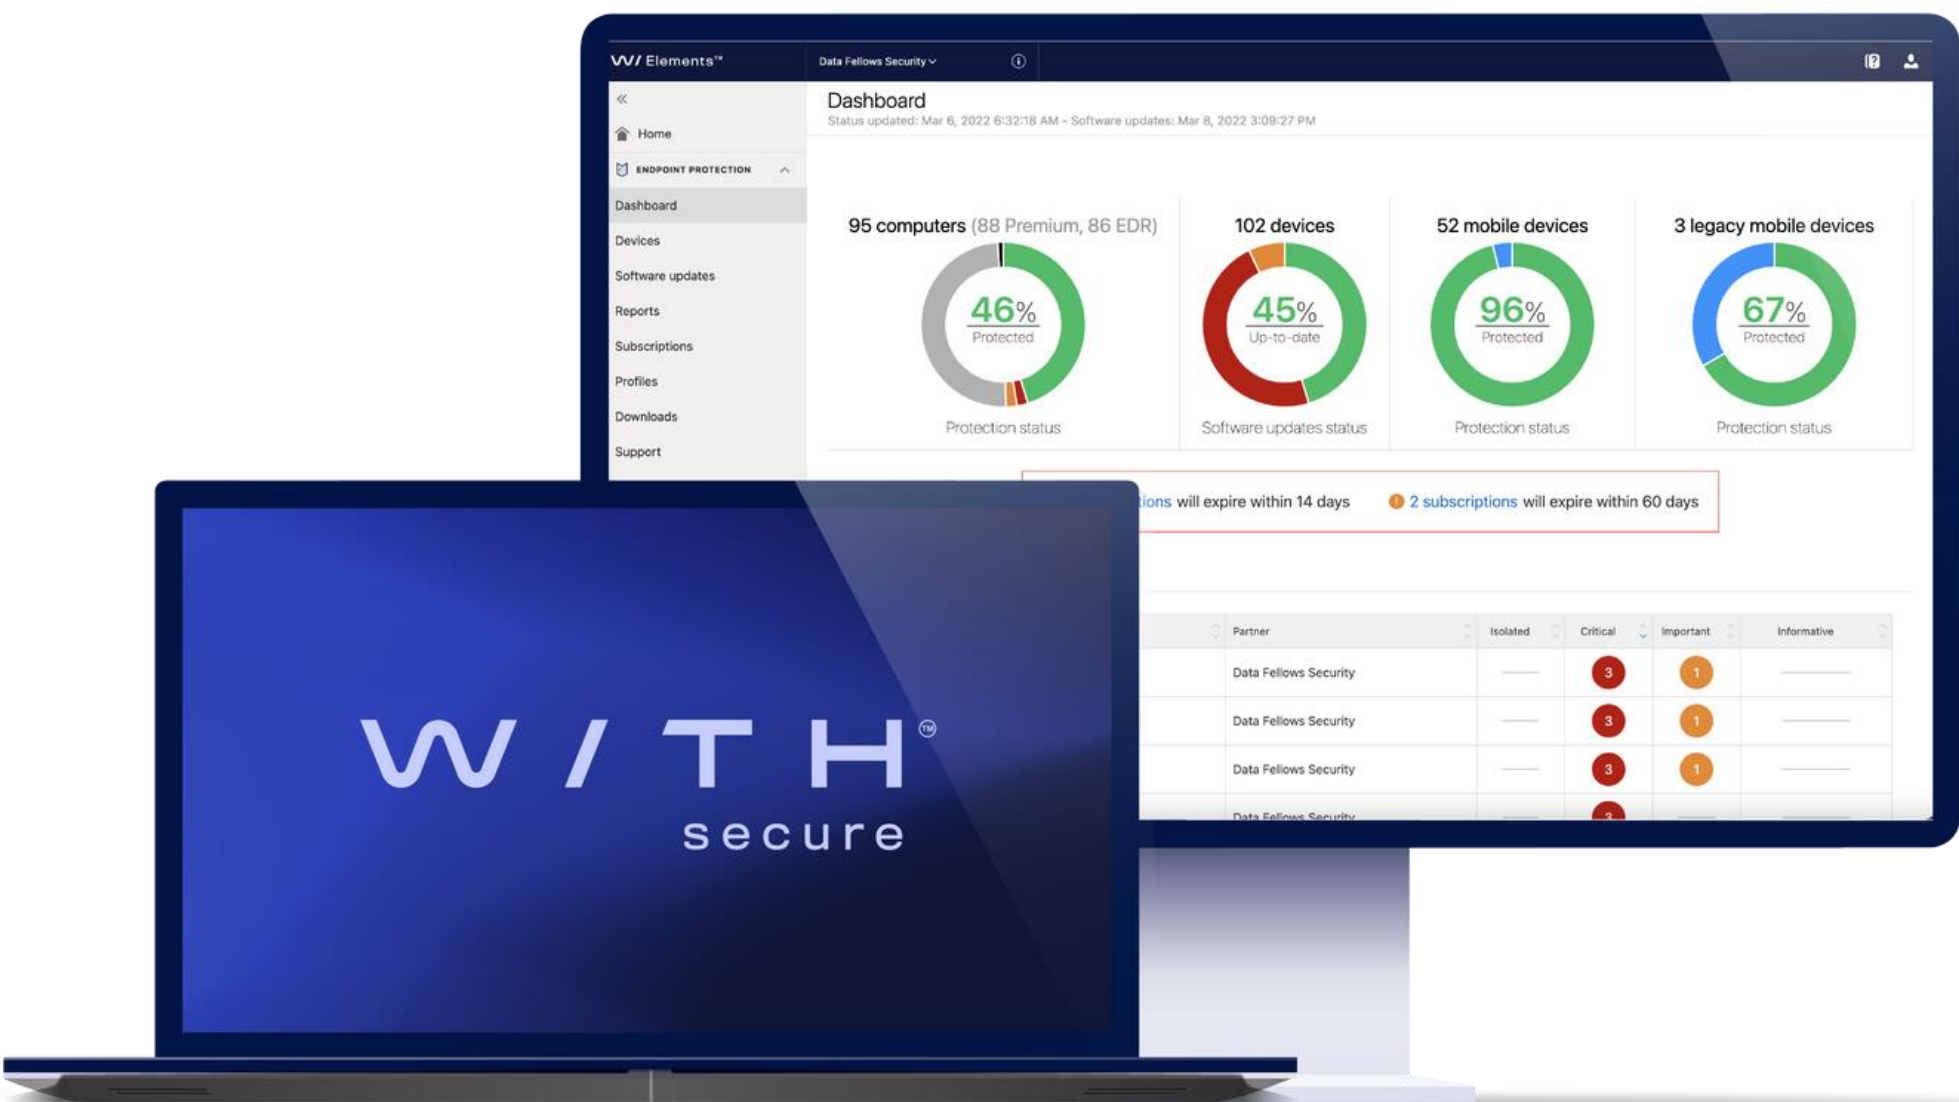 W/ Elements™
Data Fellows Security
Dashboard
Status updated: Mar 6, 2022 6:32:18 AM - Software updates: Mar 8, 2022 3:09:27 PM
Home
ENDPOINT PROTECTION
Dashboard
Devices
Software updates
Reports
Subscriptions
Profiles
Downloads
Support
95 computers (88 Premium, 86 EDR)
46%
Protected
Protection status
102 devices
45%
Up-to-date
Software updates status
52 mobile devices
96%
Protected
Protection status
3 legacy mobile devices
67%
Protected
Protection status
will expire within 14 days
2 subscriptions will expire within 60 days
Partner Isolated Critical Important Informative
Data Fellows Security 3 1
Data Fellows Security 3 1
Data Fellows Security 3 1
Data Fellows Security 3
W/TH™
secure